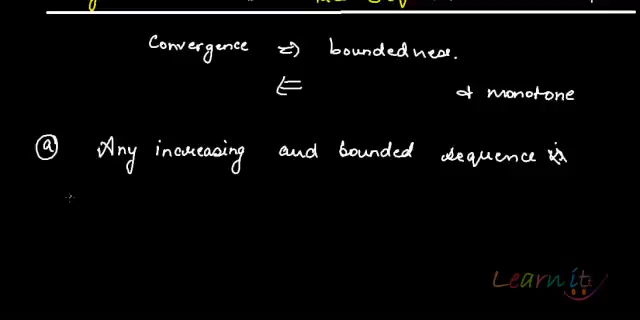 Convergence ⇒ boundedness.
⇐ & monotone
(a) Any increasing and bounded sequence is
Learnit